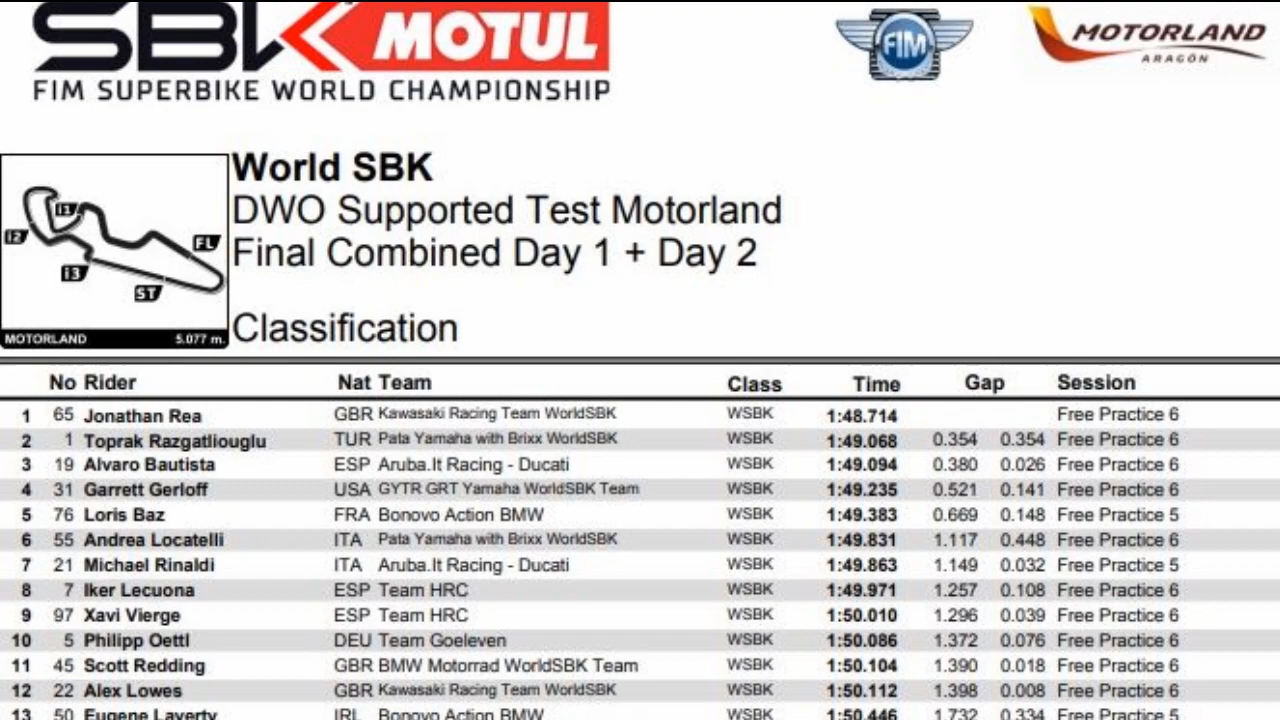 SBK MOTUL
FIM SUPERBIKE WORLD CHAMPIONSHIP
FIM
MOTORLAND
ARAGÓN
i1
i2
FL
i3
ST
MOTORLAND 5.077 m.
World SBK
DWO Supported Test Motorland
Final Combined Day 1 + Day 2
Classification
No Rider Nat Team Class Time Gap Session
1 65 Jonathan Rea GBR Kawasaki Racing Team WorldSBK WSBK 1:48.714 Free Practice 6
2 1 Toprak Razgatliouglu TUR Pata Yamaha with Brixx WorldSBK WSBK 1:49.068 0.354 0.354 Free Practice 6
3 19 Alvaro Bautista ESP Aruba.It Racing - Ducati WSBK 1:49.094 0.380 0.026 Free Practice 6
4 31 Garrett Gerloff USA GYTR GRT Yamaha WorldSBK Team WSBK 1:49.235 0.521 0.141 Free Practice 6
5 76 Loris Baz FRA Bonovo Action BMW WSBK 1:49.383 0.669 0.148 Free Practice 5
6 55 Andrea Locatelli ITA Pata Yamaha with Brixx WorldSBK WSBK 1:49.831 1.117 0.448 Free Practice 6
7 21 Michael Rinaldi ITA Aruba.It Racing - Ducati WSBK 1:49.863 1.149 0.032 Free Practice 5
8 7 Iker Lecuona ESP Team HRC WSBK 1:49.971 1.257 0.108 Free Practice 6
9 97 Xavi Vierge ESP Team HRC WSBK 1:50.010 1.296 0.039 Free Practice 6
10 5 Philipp Oettl DEU Team Goeleven WSBK 1:50.086 1.372 0.076 Free Practice 6
11 45 Scott Redding GBR BMW Motorrad WorldSBK Team WSBK 1:50.104 1.390 0.018 Free Practice 6
12 22 Alex Lowes GBR Kawasaki Racing Team WorldSBK WSBK 1:50.112 1.398 0.008 Free Practice 6
13 50 Eugene Laverty IRL Bonovo Action BMW WSBK 1:50.446 1.732 0.334 Free Practice 5